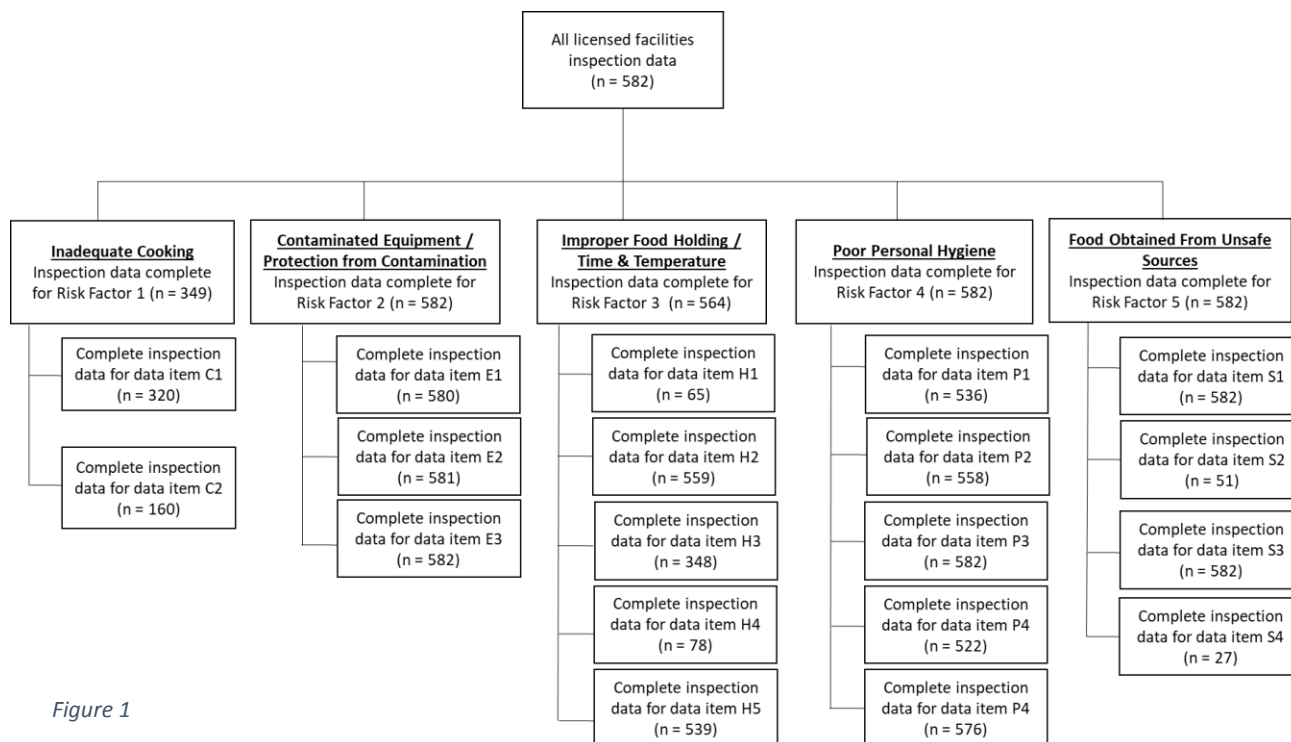 All licensed facilities
inspection data
(n = 582)
Inadequate Cooking
Inspection data complete
for Risk Factor 1 (n = 349)
Complete inspection
data for data item C1
(n = 320)
Complete inspection
data for data item C2
(n = 160)
Contaminated Equipment /
Protection from Contamination
Inspection data complete for
Risk Factor 2 (n = 582)
Complete inspection
data for data item E1
(n = 580)
Complete inspection
data for data item E2
(n = 581)
Complete inspection
data for data item E3
(n = 582)
Improper Food Holding /
Time & Temperature
Inspection data complete for
Risk Factor 3 (n = 564)
Complete inspection
data for data item H1
(n = 65)
Complete inspection
data for data item H2
(n = 559)
Complete inspection
data for data item H3
(n = 348)
Complete inspection
data for data item H4
(n = 78)
Complete inspection
data for data item H5
(n = 539)
Poor Personal Hygiene
Inspection data complete for
Risk Factor 4 (n = 582)
Complete inspection
data for data item P1
(n = 536)
Complete inspection
data for data item P2
(n = 558)
Complete inspection
data for data item P3
(n = 582)
Complete inspection
data for data item P4
(n = 522)
Complete inspection
data for data item P4
(n = 576)
Food Obtained From Unsafe
Sources
Inspection data complete for
Risk Factor 5 (n = 582)
Complete inspection
data for data item S1
(n = 582)
Complete inspection
data for data item S2
(n = 51)
Complete inspection
data for data item S3
(n = 582)
Complete inspection
data for data item S4
(n = 27)
Figure 1